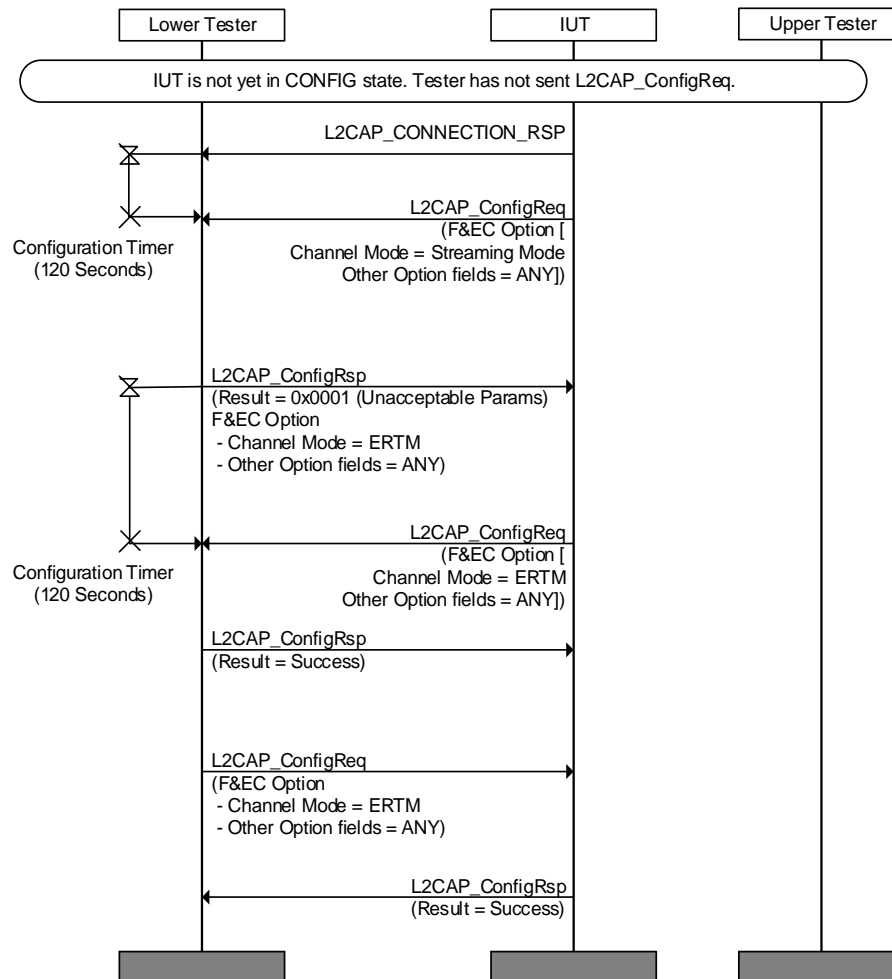 Lower Tester
IUT
Upper Tester
IUT is not yet in CONFIG state. Tester has not sent L2CAP_ConfigReq.
L2CAP_CONNECTION_RSP
L2CAP_ConfigReq
(F&EC Option [
Channel Mode = Streaming Mode
Other Option fields = ANY])
Configuration Timer
(120 Seconds)
L2CAP_ConfigRsp
(Result = 0x0001 (Unacceptable Params)
F&EC Option
- Channel Mode = ERTM
- Other Option fields = ANY)
L2CAP_ConfigReq
(F&EC Option [
Channel Mode = ERTM
Other Option fields = ANY])
Configuration Timer
(120 Seconds)
L2CAP_ConfigRsp
(Result = Success)
L2CAP_ConfigReq
(F&EC Option
- Channel Mode = ERTM
- Other Option fields = ANY)
L2CAP_ConfigRsp
(Result = Success)